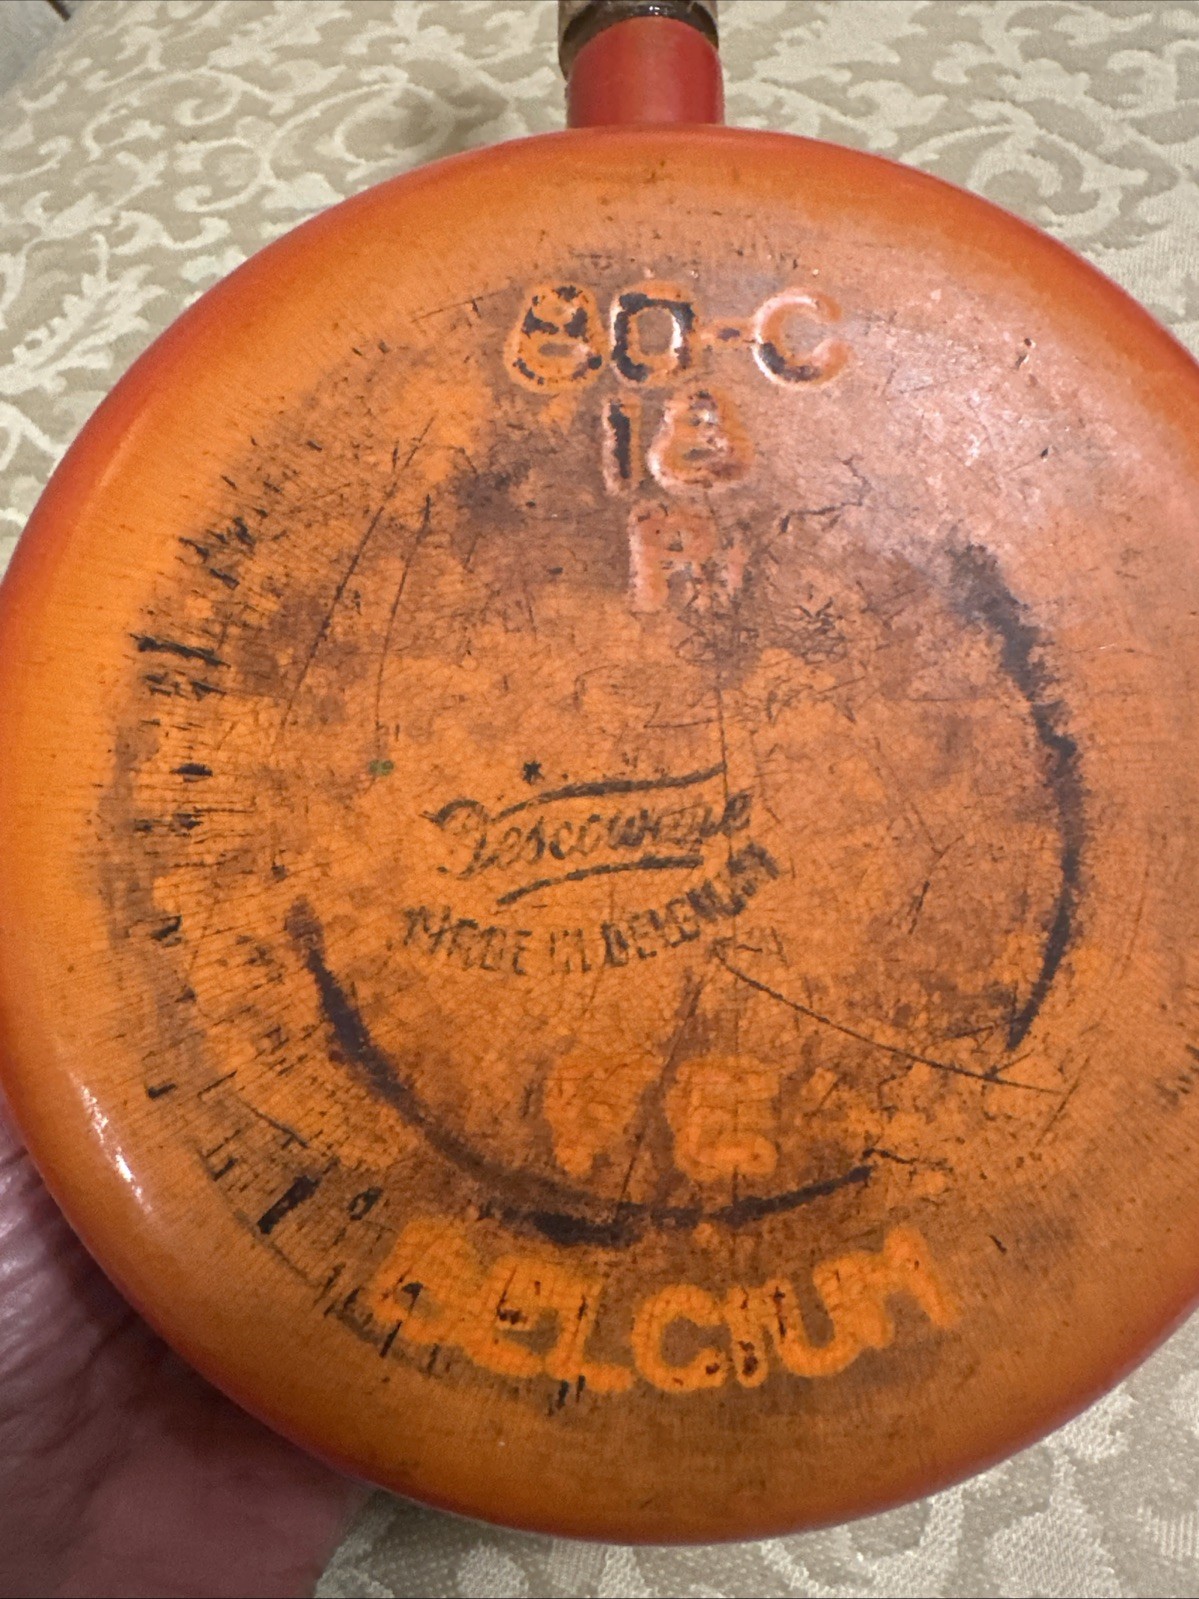 80-C
18
R
Descoware
MADE IN BELGIUM
BELGIUM